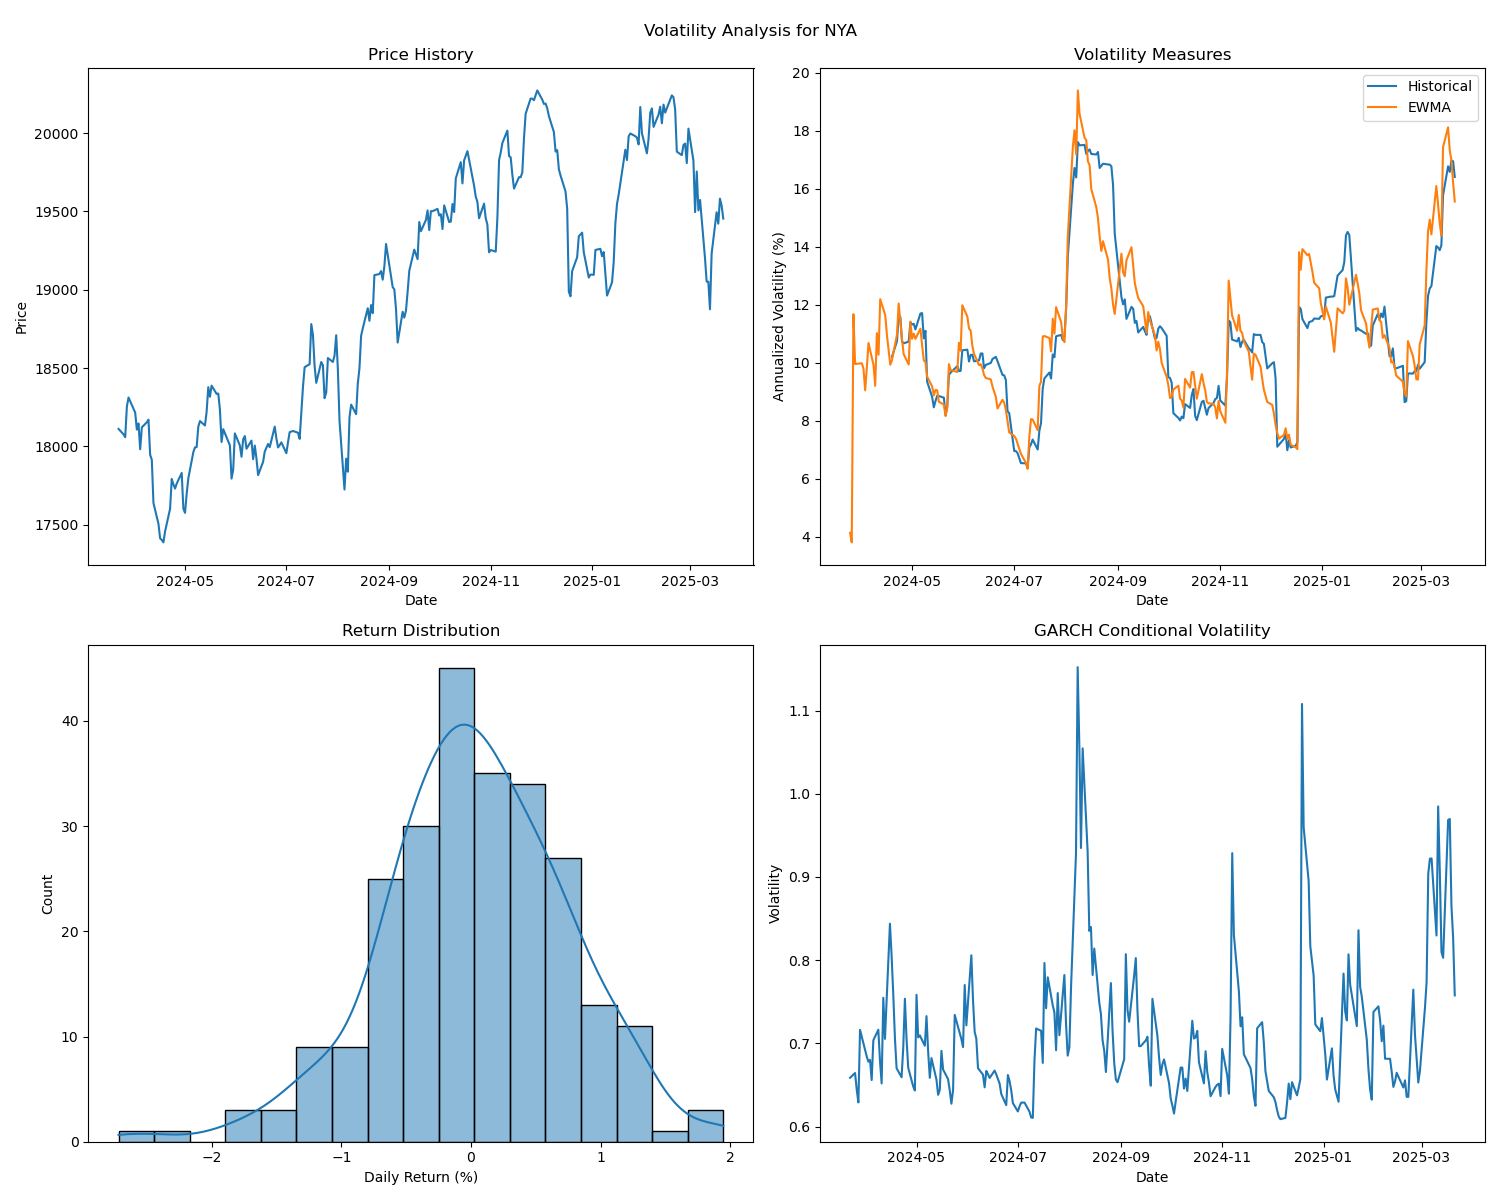 Volatility Analysis for NYA
Price History
Price
20000
19500
19000
18500
18000
17500
2024-05 2024-07 2024-09 2024-11 2025-01 2025-03
Date
Volatility Measures
Historical
EWMA
Annualized Volatility (%)
20
18
16
14
12
10
8
6
4
2024-05 2024-07 2024-09 2024-11 2025-01 2025-03
Date
Return Distribution
Count
40
30
20
10
0
−2 −1 0 1 2
Daily Return (%)
GARCH Conditional Volatility
Volatility
1.1
1.0
0.9
0.8
0.7
0.6
2024-05 2024-07 2024-09 2024-11 2025-01 2025-03
Date